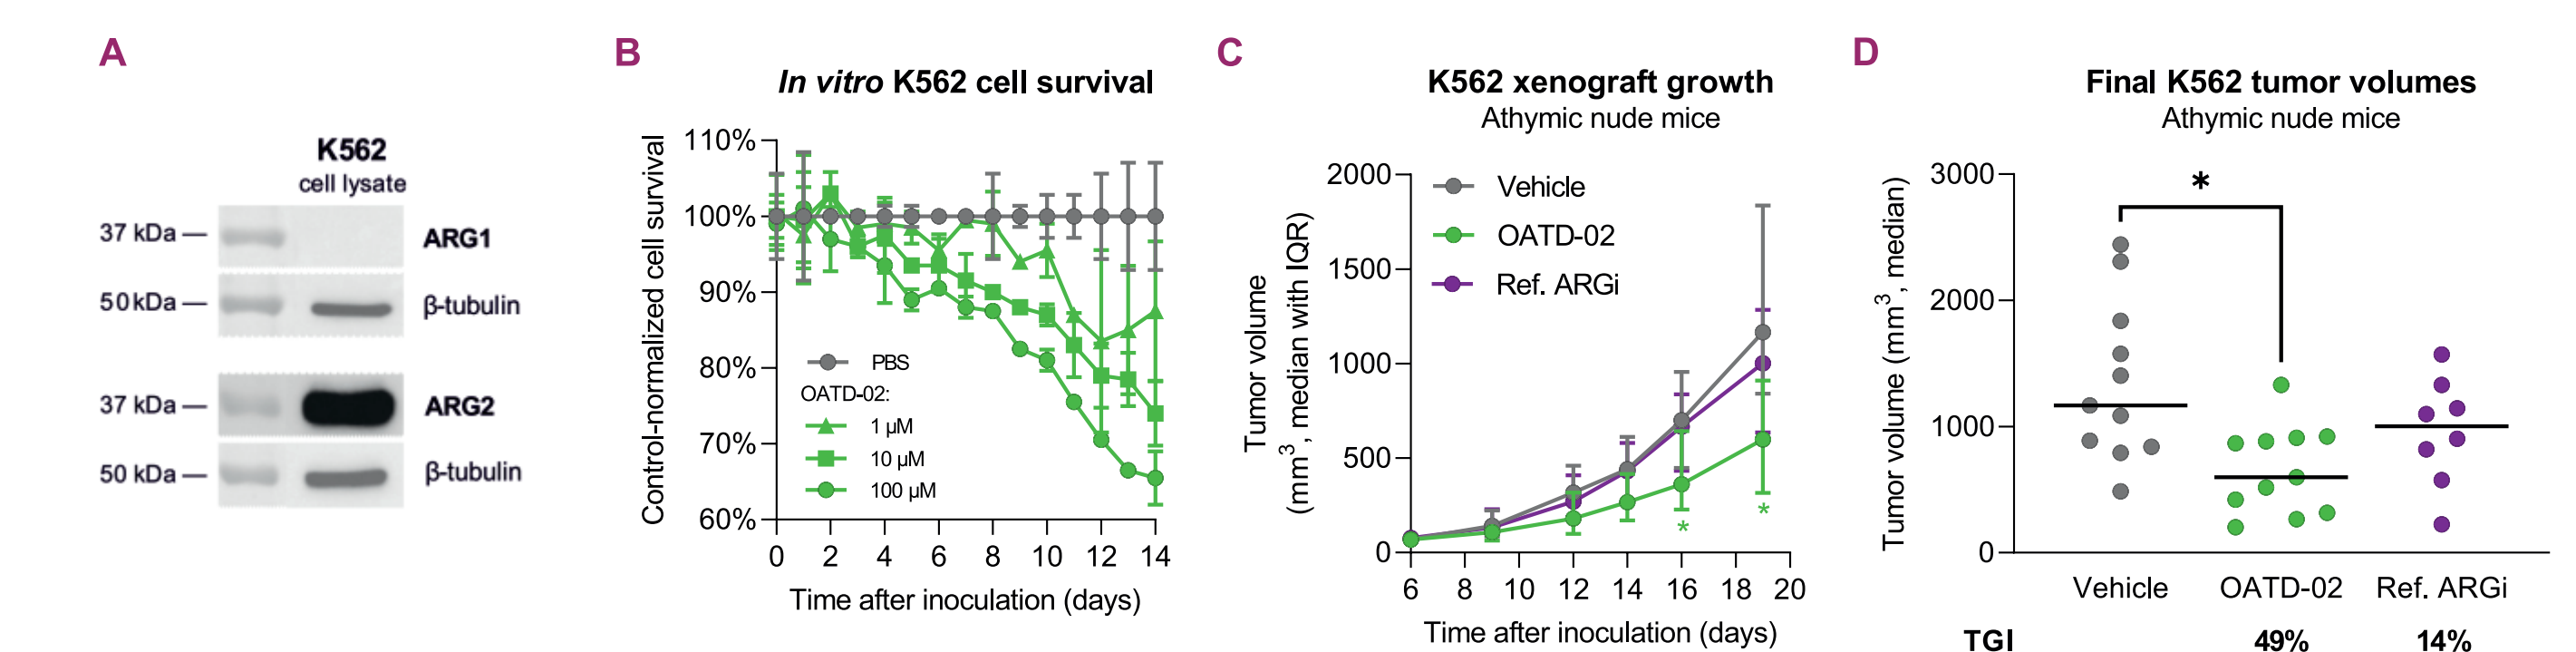 A
K562
cell lysate
37 kDa
ARG1
50 kDa
β-tubulin
37 kDa
ARG2
50 kDa
β-tubulin
B
In vitro K562 cell survival
Control-normalized cell survival
110%
100%
90%
80%
70%
60%
PBS
OATD-02:
1 µM
10 µM
100 µM
0 2 4 6 8 10 12 14
Time after inoculation (days)
C
K562 xenograft growth
Athymic nude mice
Tumor volume
(mm³, median with IQR)
2000
1500
1000
500
0
Vehicle
OATD-02
Ref. ARGi
*
*
6 8 10 12 14 16 18 20
Time after inoculation (days)
D
Final K562 tumor volumes
Athymic nude mice
Tumor volume (mm³, median)
3000
2000
1000
0
*
Vehicle OATD-02 Ref. ARGi
TGI 49% 14%